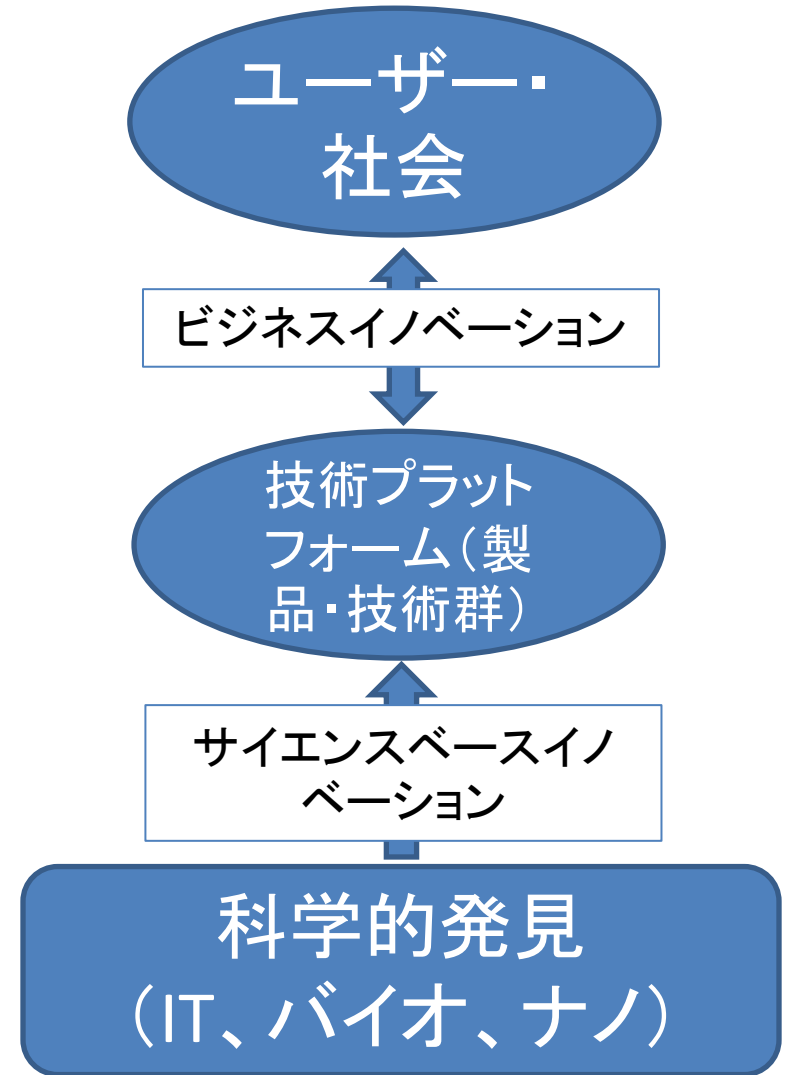 ユーザー・
社会
ビジネスイノベーション
技術プラット
フォーム（製
品・技術群）
サイエンスベースイノ
ベーション
科学的発見
（IT、バイオ、ナノ）